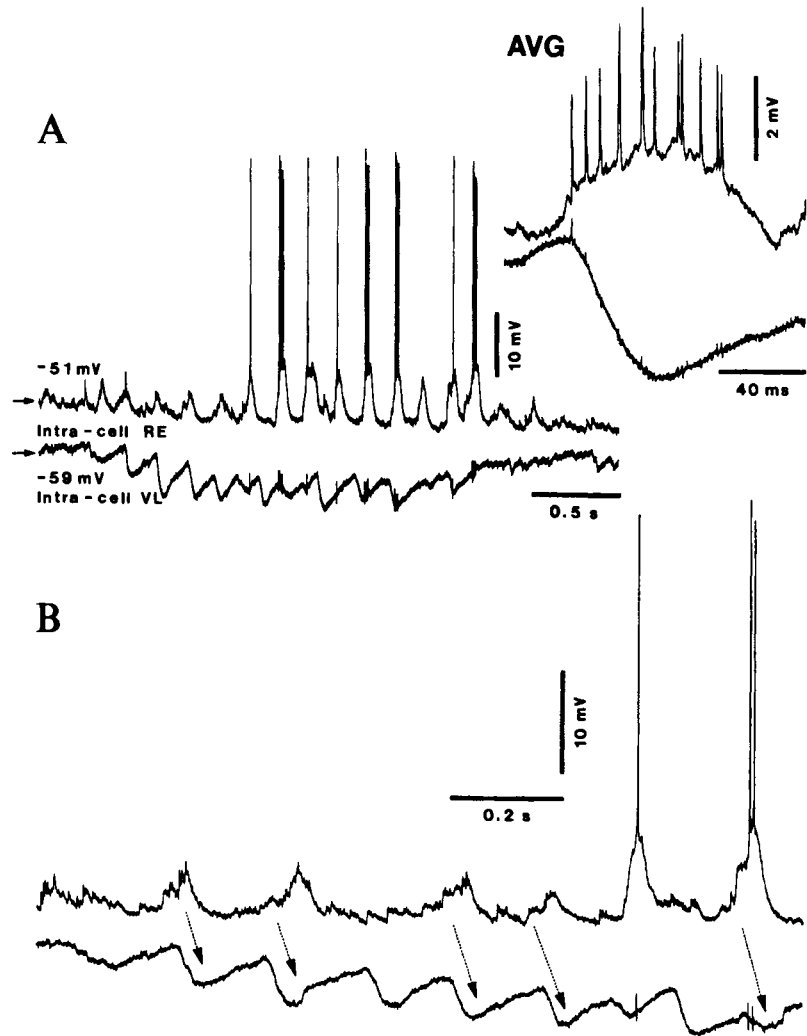 AVG
A
2 mV
10 mV
40 ms
-51 mV
Intra-cell RE
-59 mV
Intra-cell VL
0.5 s
B
10 mV
0.2 s